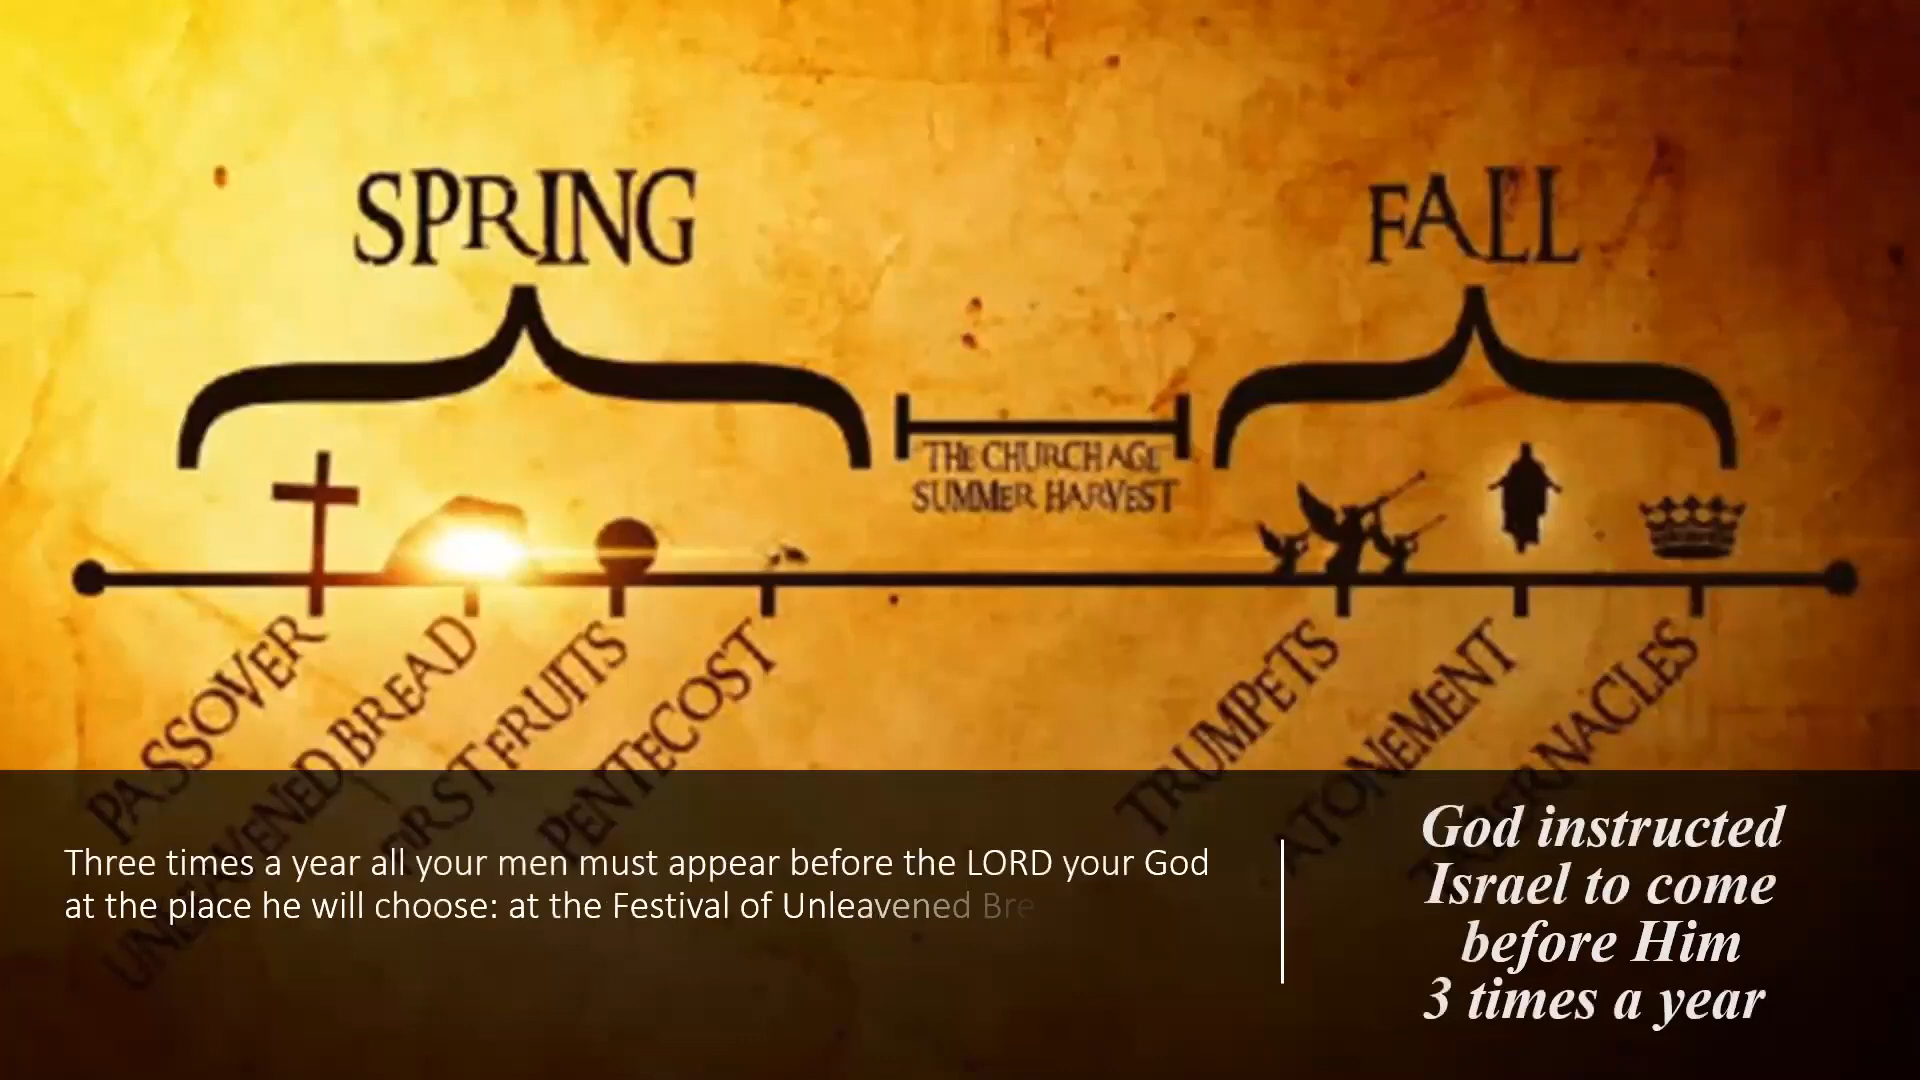 SPRING
FALL
THE CHURCH AGE
SUMMER HARVEST
PASSOVER
UNLEAVENED BREAD
FIRST FRUITS
PENTECOST
TRUMPETS
ATONEMENT
TABERNACLES
Three times a year all your men must appear before the LORD your God
at the place he will choose: at the Festival of Unleavened Bre
God instructed
Israel to come
before Him
3 times a year